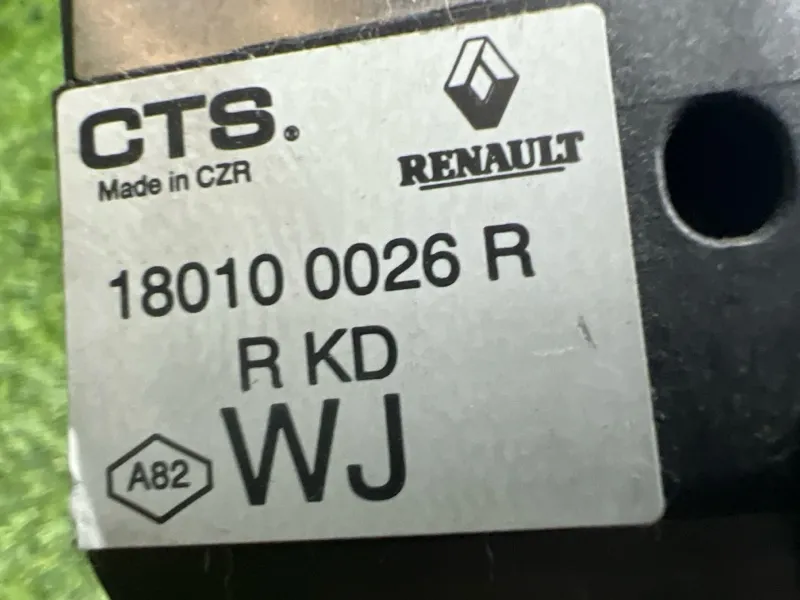 CTS.®
RENAULT
Made in CZR
18010 0026 R
R KD
WJ
A82